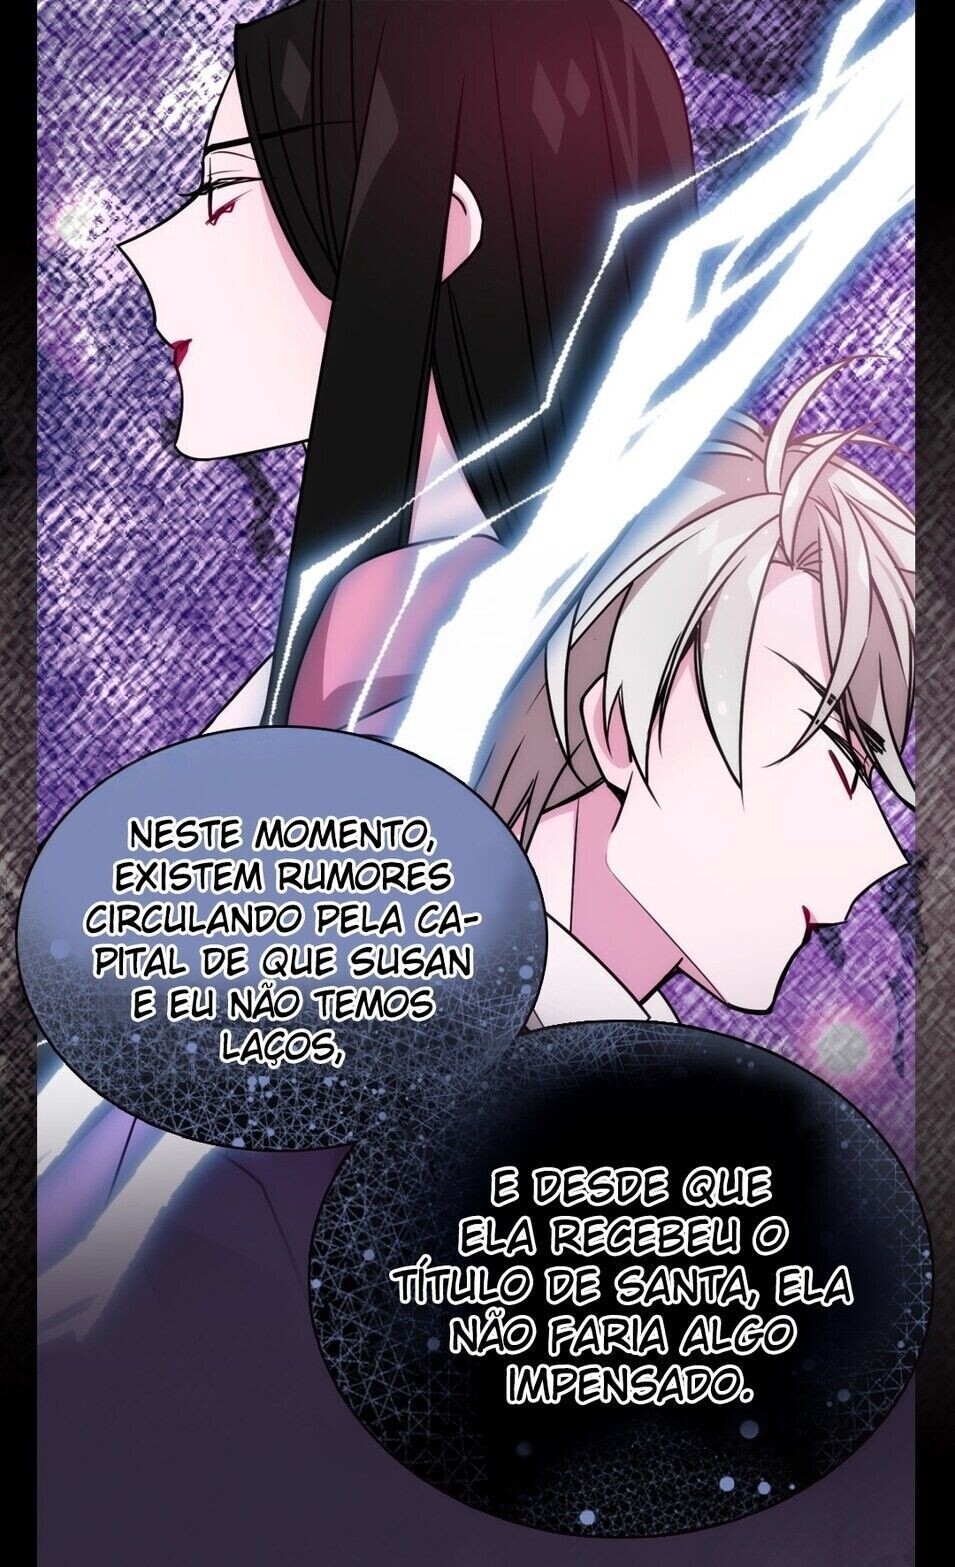 NESTE MOMENTO,
EXISTEM RUMORES
CIRCULANDO PELA CA-
PITAL DE QUE SUSAN
E EU NÃO TEMOS
LAÇOS,
E DESDE QUE
ELA RECEBEU O
TÍTULO DE SANTA, ELA
NÃO FARIA ALGO
IMPENSADO.